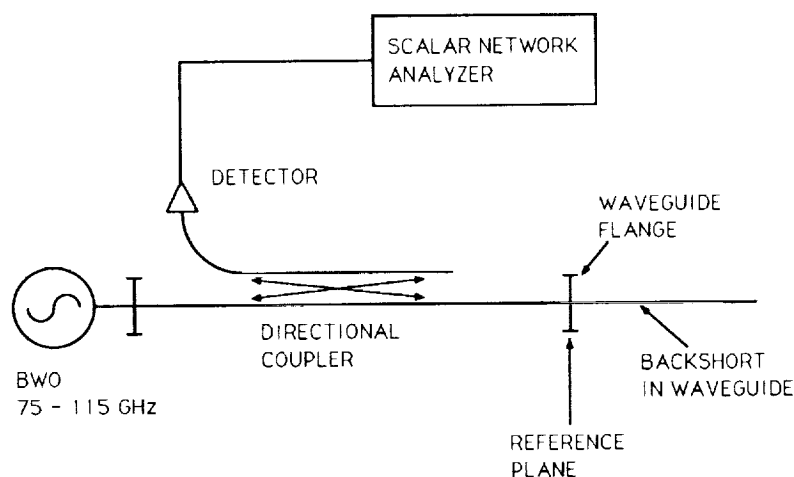 SCALAR NETWORK
ANALYZER
DETECTOR
WAVEGUIDE
FLANGE
DIRECTIONAL
COUPLER
BWO
75 - 115 GHz
BACKSHORT
IN WAVEGUIDE
REFERENCE
PLANE